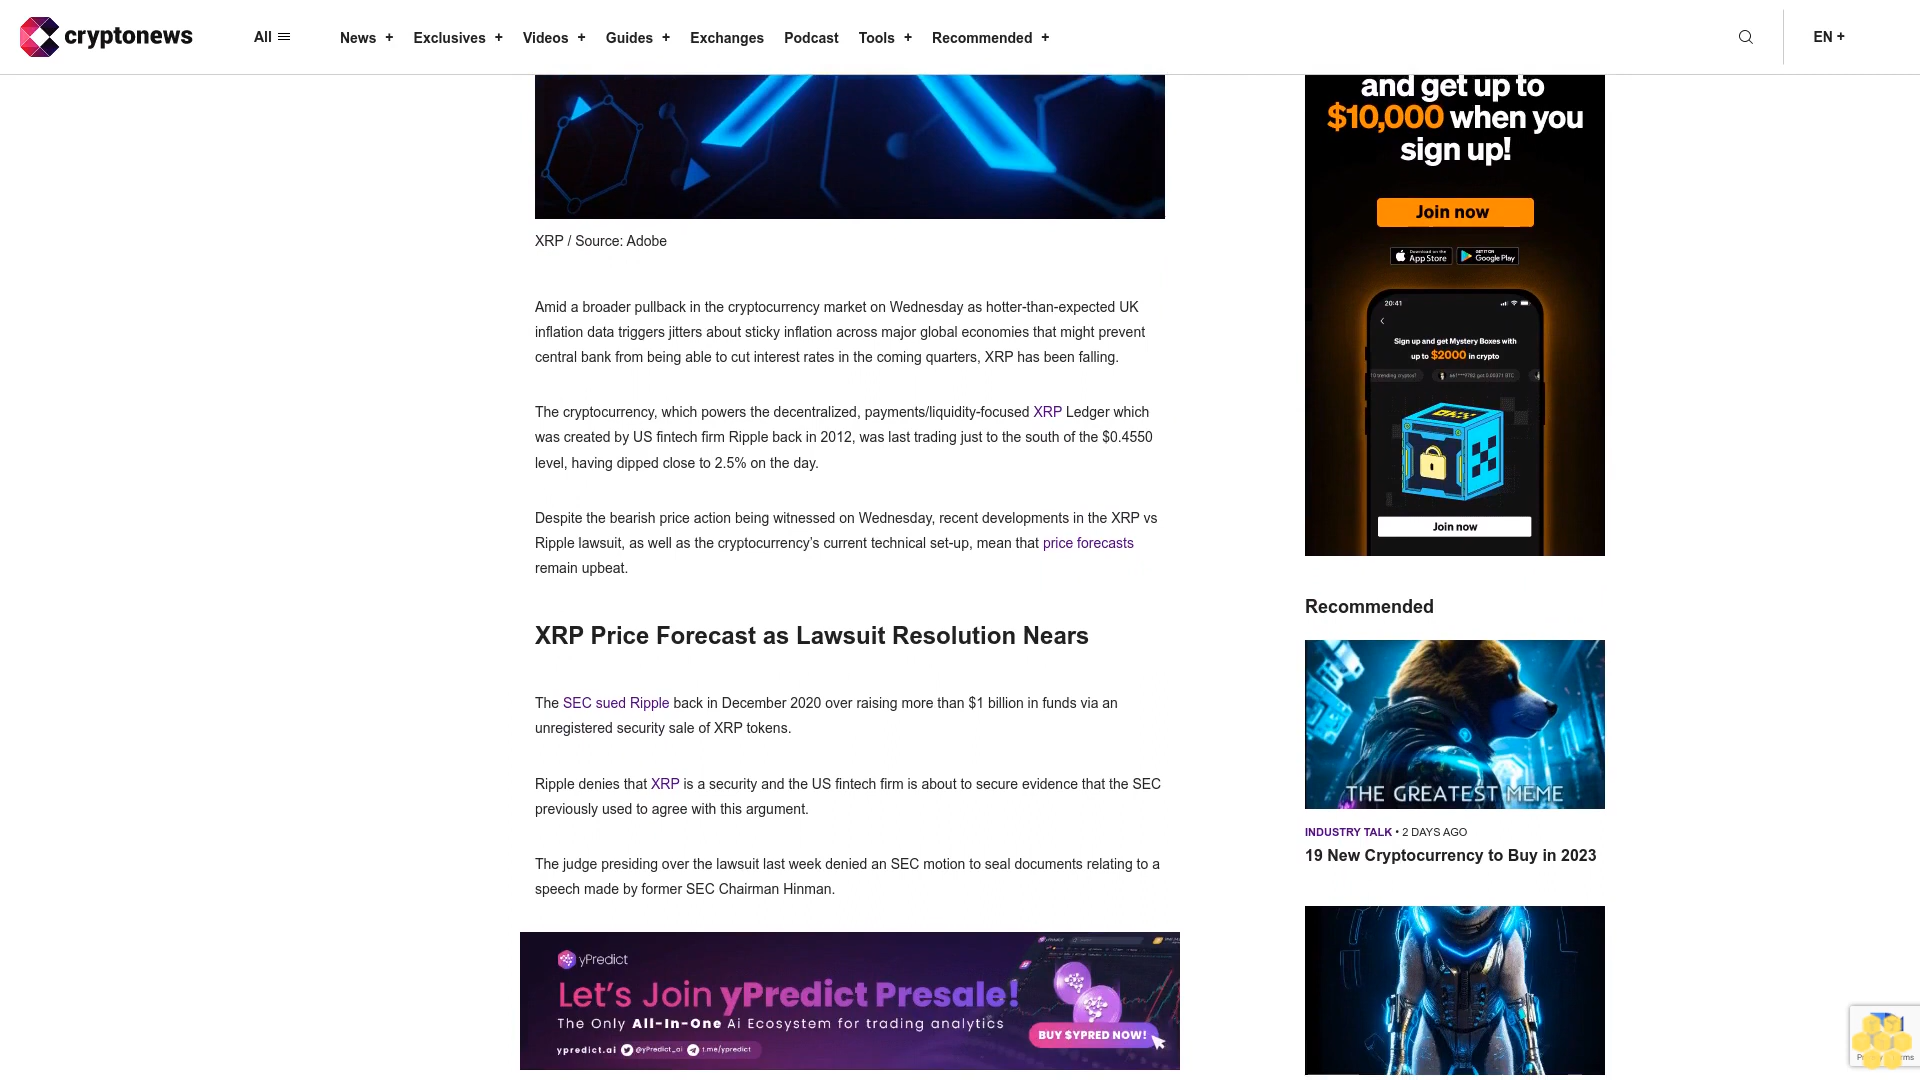 cryptonews
All
News +
Exclusives +
Videos +
Guides +
Exchanges
Podcast
Tools +
Recommended +
EN +
XRP / Source: Adobe
Amid a broader pullback in the cryptocurrency market on Wednesday as hotter-than-expected UK
inflation data triggers jitters about sticky inflation across major global economies that might prevent
central bank from being able to cut interest rates in the coming quarters, XRP has been falling.
The cryptocurrency, which powers the decentralized, payments/liquidity-focused XRP Ledger which
was created by US fintech firm Ripple back in 2012, was last trading just to the south of the $0.4550
level, having dipped close to 2.5% on the day.
Despite the bearish price action being witnessed on Wednesday, recent developments in the XRP vs
Ripple lawsuit, as well as the cryptocurrency’s current technical set-up, mean that price forecasts
remain upbeat.
XRP Price Forecast as Lawsuit Resolution Nears
The SEC sued Ripple back in December 2020 over raising more than $1 billion in funds via an
unregistered security sale of XRP tokens.
Ripple denies that XRP is a security and the US fintech firm is about to secure evidence that the SEC
previously used to agree with this argument.
The judge presiding over the lawsuit last week denied an SEC motion to seal documents relating to a
speech made by former SEC Chairman Hinman.
yPredict
Let's Join yPredict Presale!
The Only All-In-One Ai Ecosystem for trading analytics
BUY $YPRED NOW!
ypredict.ai @yPredict_ai t.me/ypredict
and get up to
$10,000 when you
sign up!
Join now
Download on the
App Store
GET IT ON
Google Play
20:41
Sign up and get Mystery Boxes with
up to $2000 in crypto
Join now
Recommended
THE GREATEST MEME
INDUSTRY TALK • 2 DAYS AGO
19 New Cryptocurrency to Buy in 2023